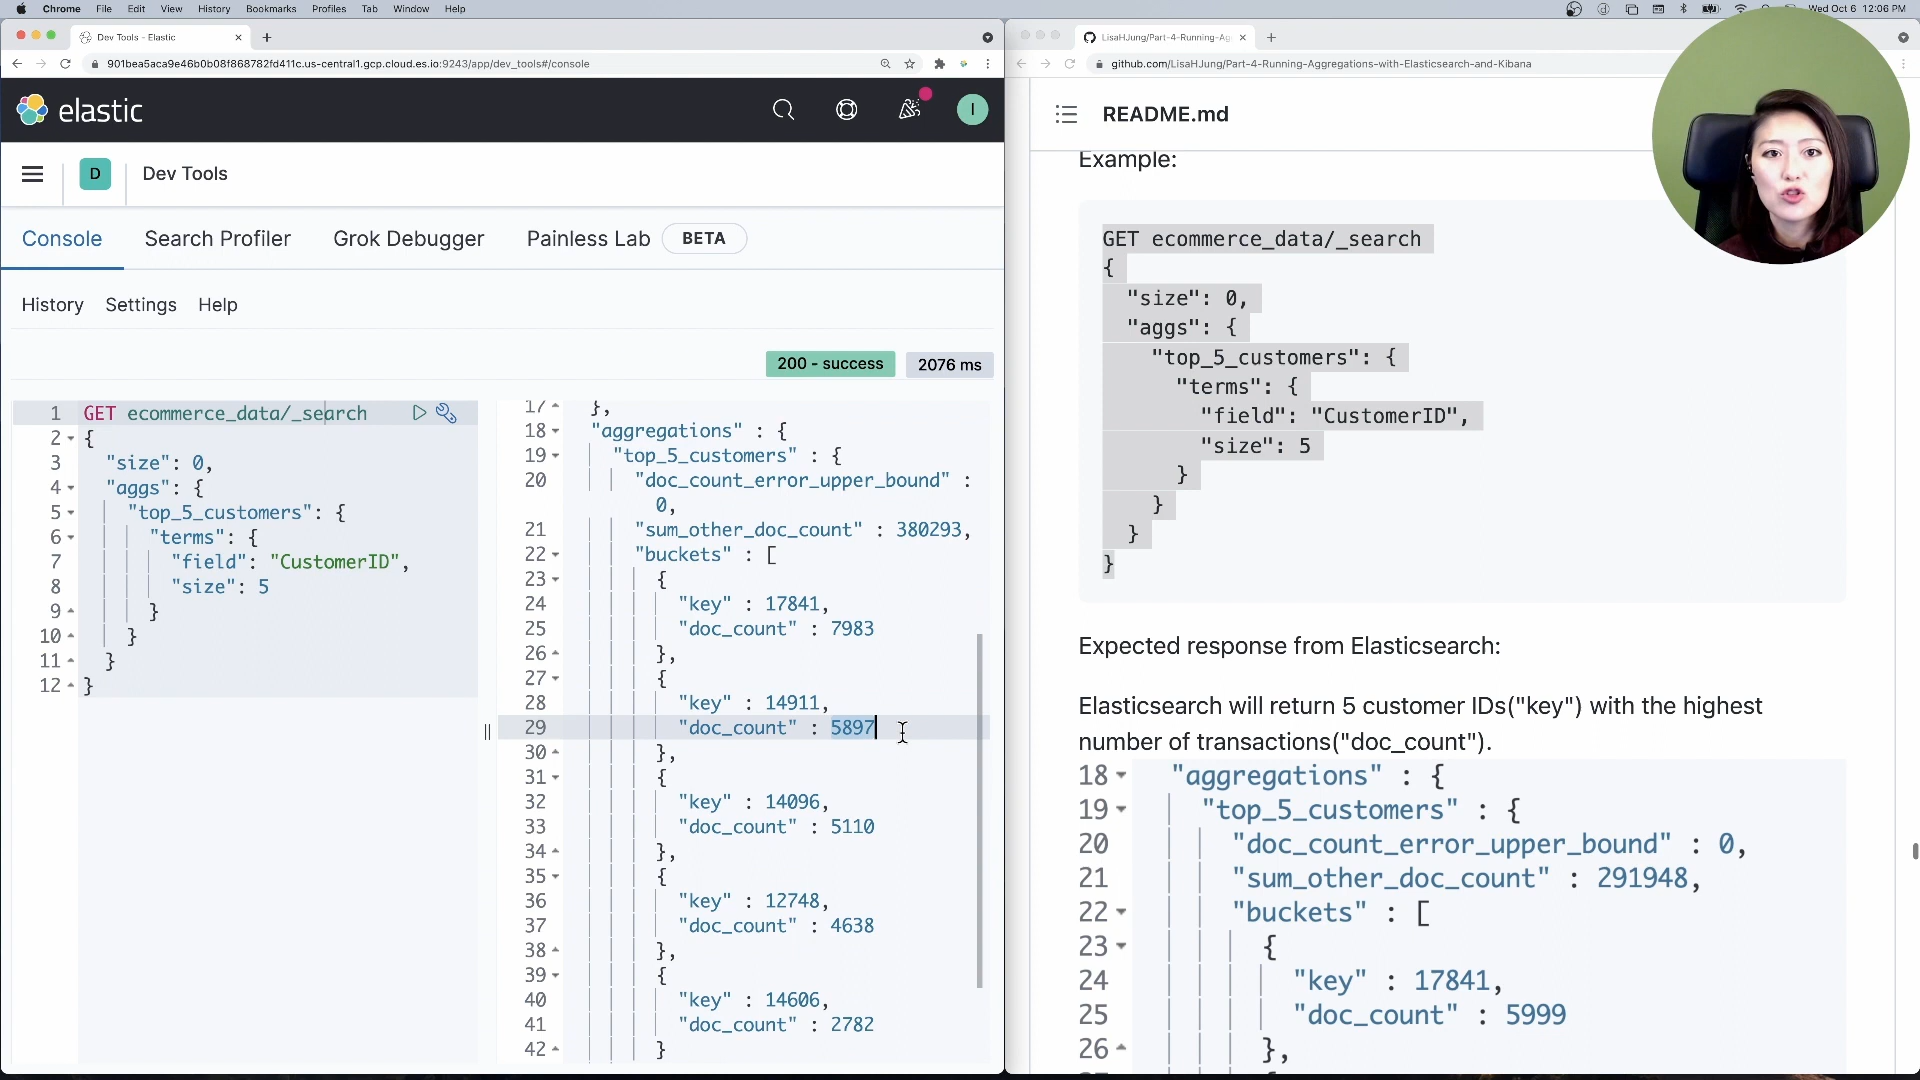 Chrome File Edit View History Bookmarks Profiles Tab Window Help
Wed Oct 6 12:06 PM
Dev Tools - Elastic
901bea5aca9e46b0b08f868782fd411c.us-central1.gcp.cloud.es.io:9243/app/dev_tools#/console
elastic
I
D
Dev Tools
Console Search Profiler Grok Debugger Painless Lab BETA
History Settings Help
200 - success 2076 ms
1 GET ecommerce_data/_search
2 {
3 "size": 0,
4 "aggs": {
5 "top_5_customers": {
6 "terms": {
7 "field": "CustomerID",
8 "size": 5
9 }
10 }
11 }
12 }
17 },
18 "aggregations" : {
19 "top_5_customers" : {
20 "doc_count_error_upper_bound" :
0,
21 "sum_other_doc_count" : 380293,
22 "buckets" : [
23 {
24 "key" : 17841,
25 "doc_count" : 7983
26 },
27 {
28 "key" : 14911,
29 "doc_count" : 5897
30 },
31 {
32 "key" : 14096,
33 "doc_count" : 5110
34 },
35 {
36 "key" : 12748,
37 "doc_count" : 4638
38 },
39 {
40 "key" : 14606,
41 "doc_count" : 2782
42 }
LisaHJung/Part-4-Running-Ag
github.com/LisaHJung/Part-4-Running-Aggregations-with-Elasticsearch-and-Kibana
README.md
Example:
GET ecommerce_data/_search
{
"size": 0,
"aggs": {
"top_5_customers": {
"terms": {
"field": "CustomerID",
"size": 5
}
}
}
}
Expected response from Elasticsearch:
Elasticsearch will return 5 customer IDs("key") with the highest
number of transactions("doc_count").
18 "aggregations" : {
19 "top_5_customers" : {
20 "doc_count_error_upper_bound" : 0,
21 "sum_other_doc_count" : 291948,
22 "buckets" : [
23 {
24 "key" : 17841,
25 "doc_count" : 5999
26 },